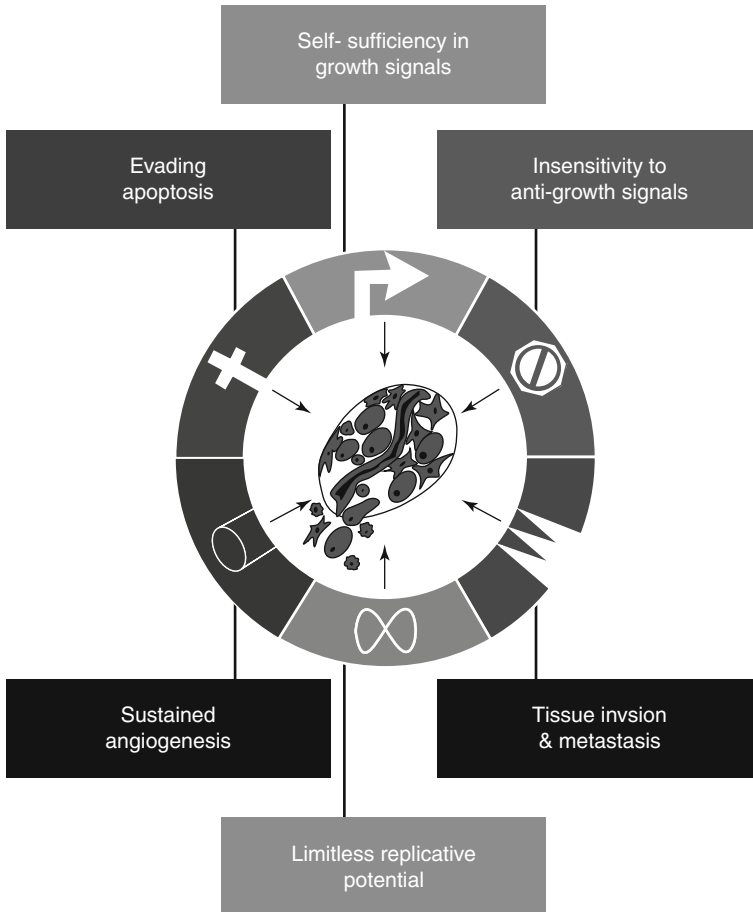 Self- sufficiency in
growth signals
Evading
apoptosis
Insensitivity to
anti-growth signals
Sustained
angiogenesis
Tissue invsion
& metastasis
Limitless replicative
potential